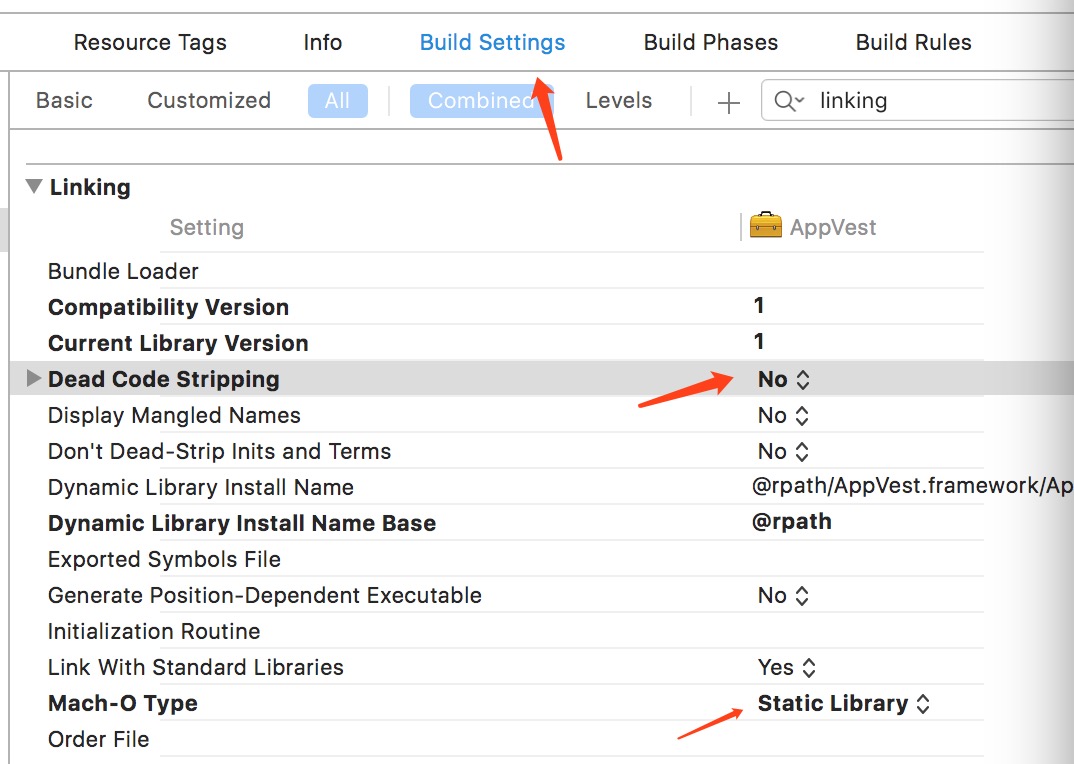 Resource Tags Info Build Settings Build Phases Build Rules
Basic Customized All Combined Levels + linking
Linking
Setting AppVest
Bundle Loader
Compatibility Version 1
Current Library Version 1
Dead Code Stripping No
Display Mangled Names No
Don't Dead-Strip Inits and Terms No
Dynamic Library Install Name @rpath/AppVest.framework/Ap
Dynamic Library Install Name Base @rpath
Exported Symbols File
Generate Position-Dependent Executable No
Initialization Routine
Link With Standard Libraries Yes
Mach-O Type Static Library
Order File